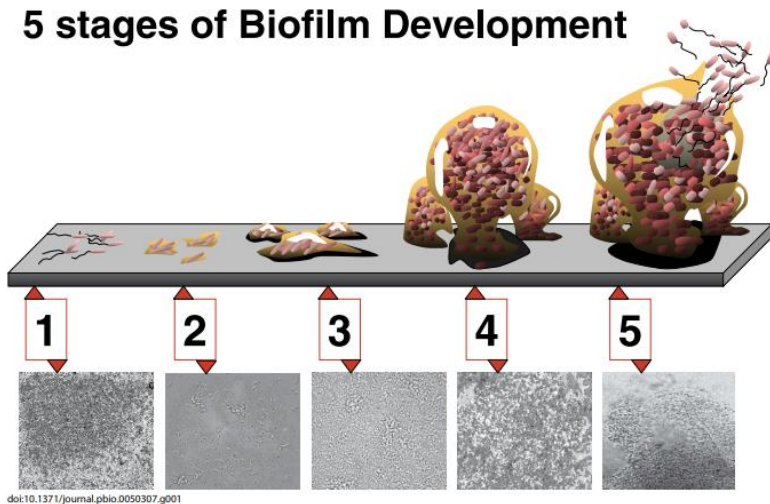 5 stages of Biofilm Development
1 2 3 4 5
doi:10.1371/journal.pbio.0050307.g001